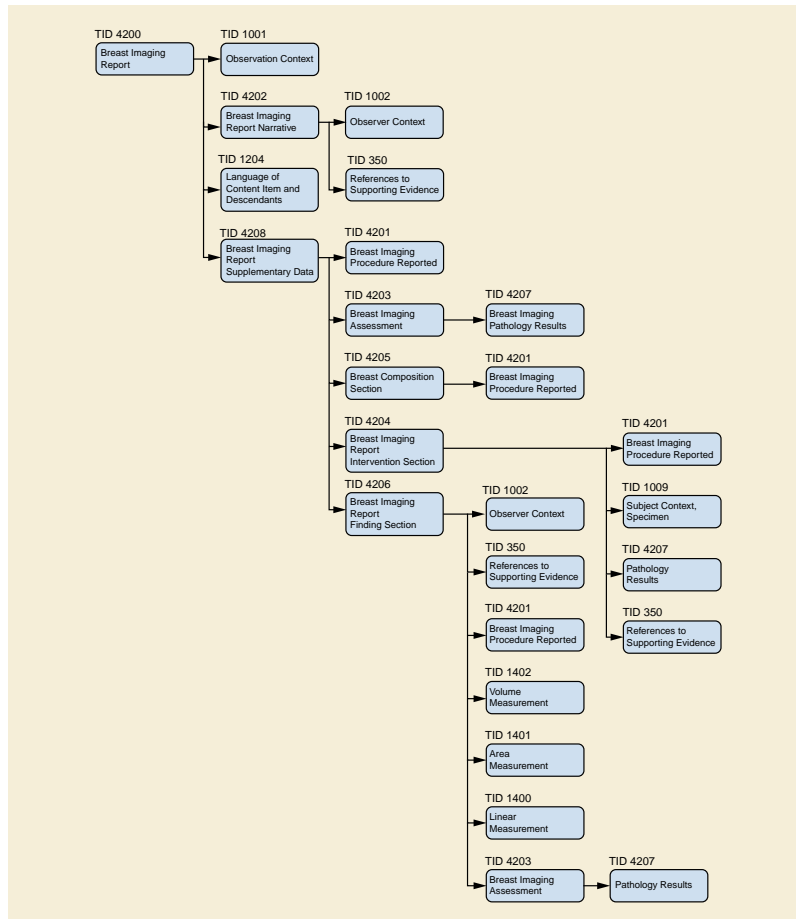 TID 4200
Breast Imaging
Report
TID 1001
Observation Context
TID 4202
Breast Imaging
Report Narrative
TID 1002
Observer Context
TID 350
References to
Supporting Evidence
TID 1204
Language of
Content Item and
Descendants
TID 4208
Breast Imaging
Report
Supplementary Data
TID 4201
Breast Imaging
Procedure Reported
TID 4203
Breast Imaging
Assessment
TID 4207
Breast Imaging
Pathology Results
TID 4205
Breast Composition
Section
TID 4201
Breast Imaging
Procedure Reported
TID 4204
Breast Imaging
Report
Intervention Section
TID 4201
Breast Imaging
Procedure Reported
TID 1009
Subject Context,
Specimen
TID 4207
Pathology
Results
TID 350
References to
Supporting Evidence
TID 4206
Breast Imaging
Report
Finding Section
TID 1002
Observer Context
TID 350
References to
Supporting Evidence
TID 4201
Breast Imaging
Procedure Reported
TID 1402
Volume
Measurement
TID 1401
Area
Measurement
TID 1400
Linear
Measurement
TID 4203
Breast Imaging
Assessment
TID 4207
Pathology Results